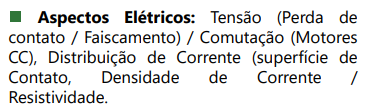 ■ Aspectos Elétricos: Tensão (Perda de
contato / Faiscamento) / Comutação (Motores
CC), Distribuição de Corrente (superfície de
Contato, Densidade de Corrente /
Resistividade.